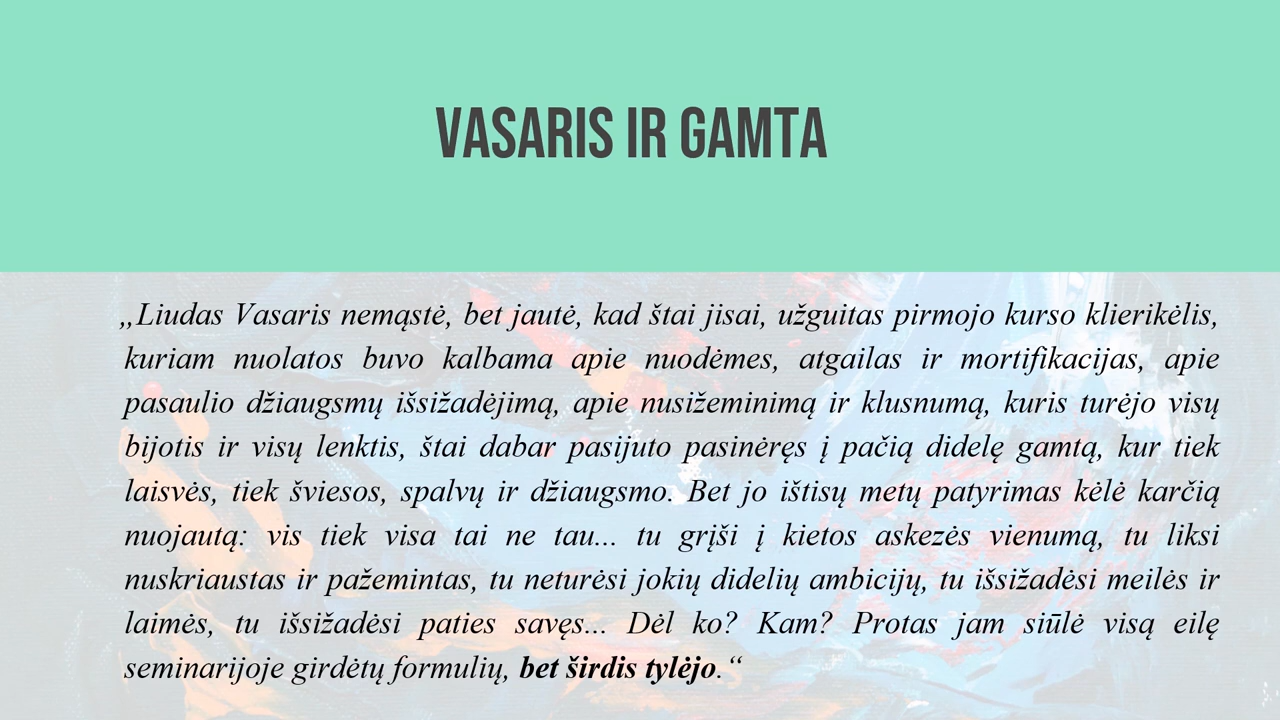 VASARIS IR GAMTA
„Liudas Vasaris nemąstė, bet jautė, kad štai jisai, užguitas pirmojo kurso klierikėlis,
kuriam nuolatos buvo kalbama apie nuodėmes, atgailas ir mortifikacijas, apie
pasaulio džiaugsmų išsižadėjimą, apie nusižeminimą ir klusnumą, kuris turėjo visų
bijotis ir visų lenktis, štai dabar pasijuto pasinėręs į pačią didelę gamtą, kur tiek
laisvės, tiek šviesos, spalvų ir džiaugsmo. Bet jo ištisų metų patyrimas kėlė karčią
nuojautą: vis tiek visa tai ne tau... tu grįši į kietos askezės vienumą, tu liksi
nuskriaustas ir pažemintas, tu neturėsi jokių didelių ambicijų, tu išsižadėsi meilės ir
laimės, tu išsižadėsi paties savęs... Dėl ko? Kam? Protas jam siūlė visą eilę
seminarijoje girdėtų formulių, bet širdis tylėjo.“